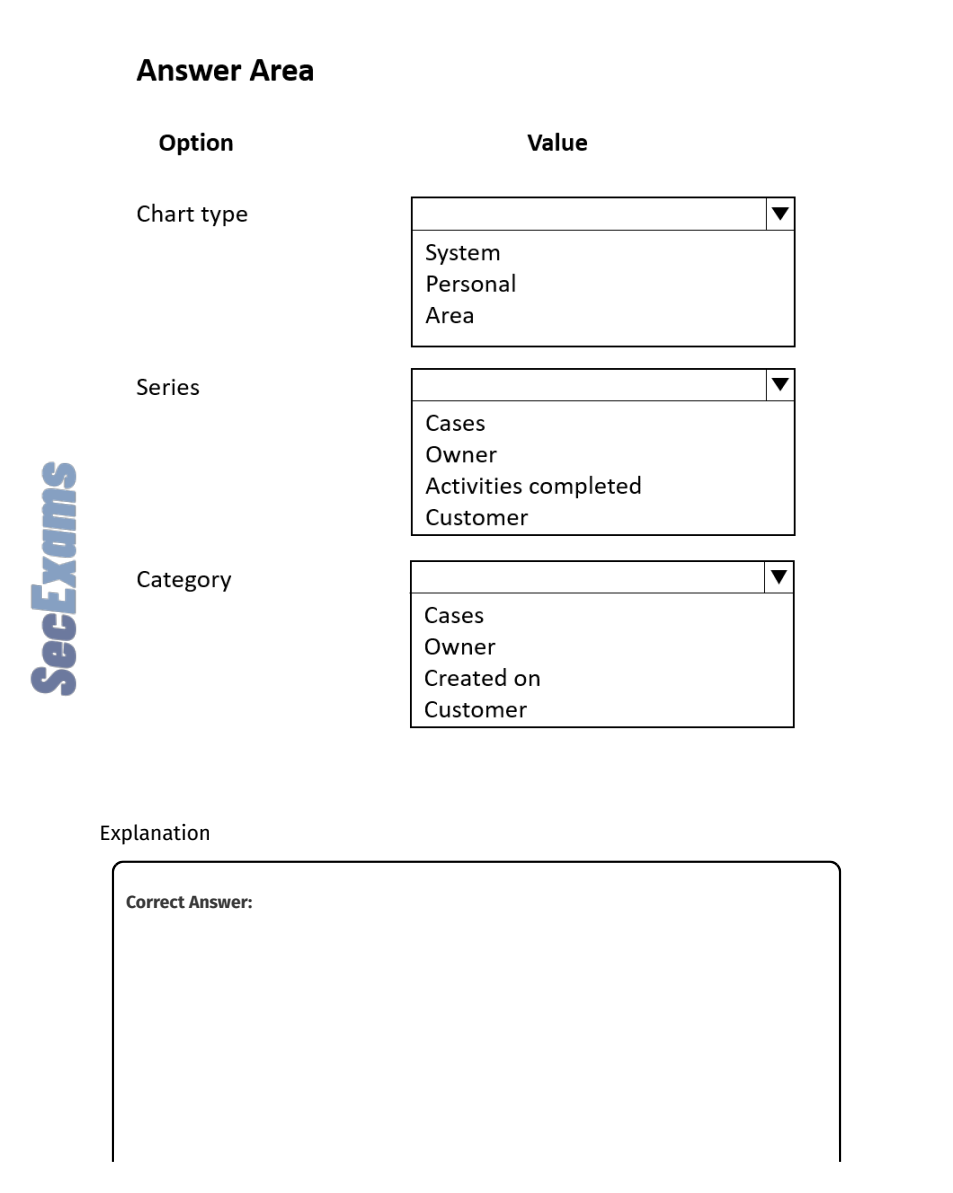 Answer Area
Option Value
Chart type
System
Personal
Area
Series
Cases
Owner
Activities completed
Customer
Category
Cases
Owner
Created on
Customer
SecExams
Explanation
Correct Answer: